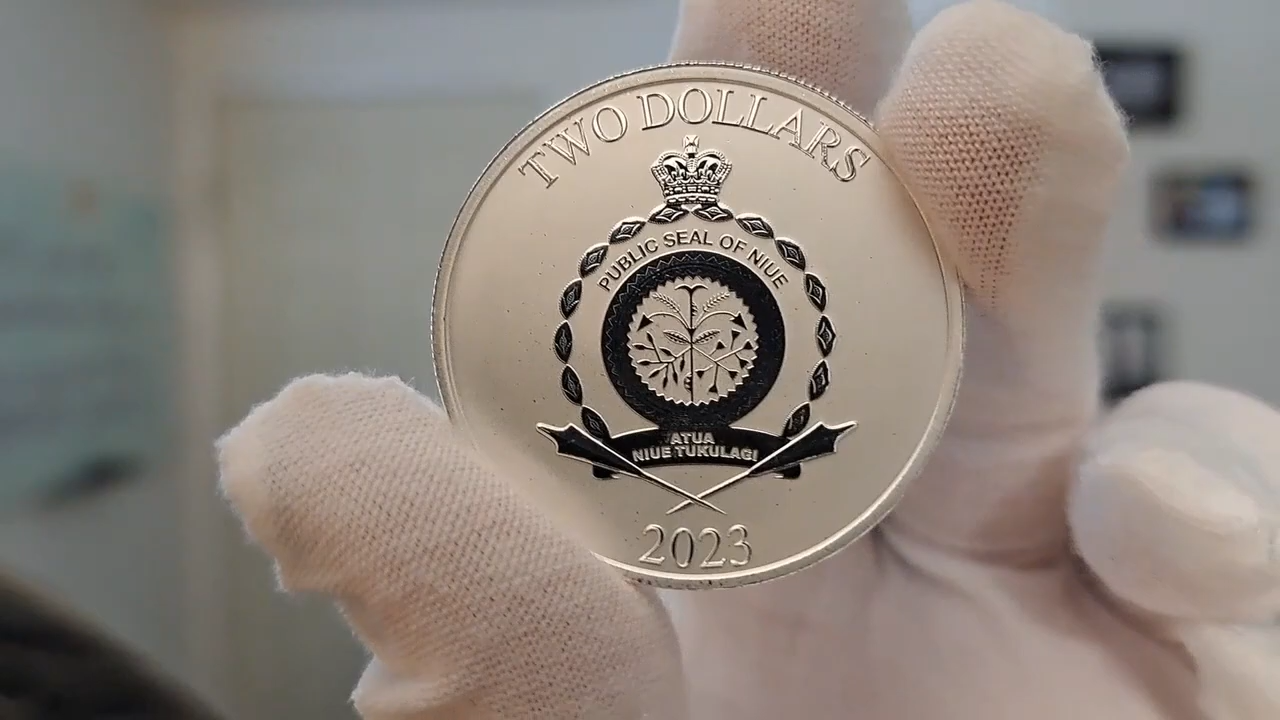 TWO DOLLARS
PUBLIC SEAL OF NIUE
ATUA
NIUE TUKULAGI
2023